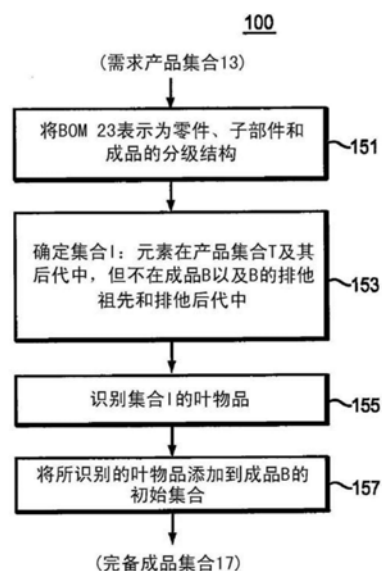 100
(需求产品集合13)
将BOM 23表示为零件、子部件和
成品的分级结构
151
确定集合I：元素在产品集合T及其
后代中，但不在成品B以及B的排他
祖先和排他后代中
153
识别集合I的叶物品
155
将所识别的叶物品添加到成品B的
初始集合
157
(完备成品集合17)